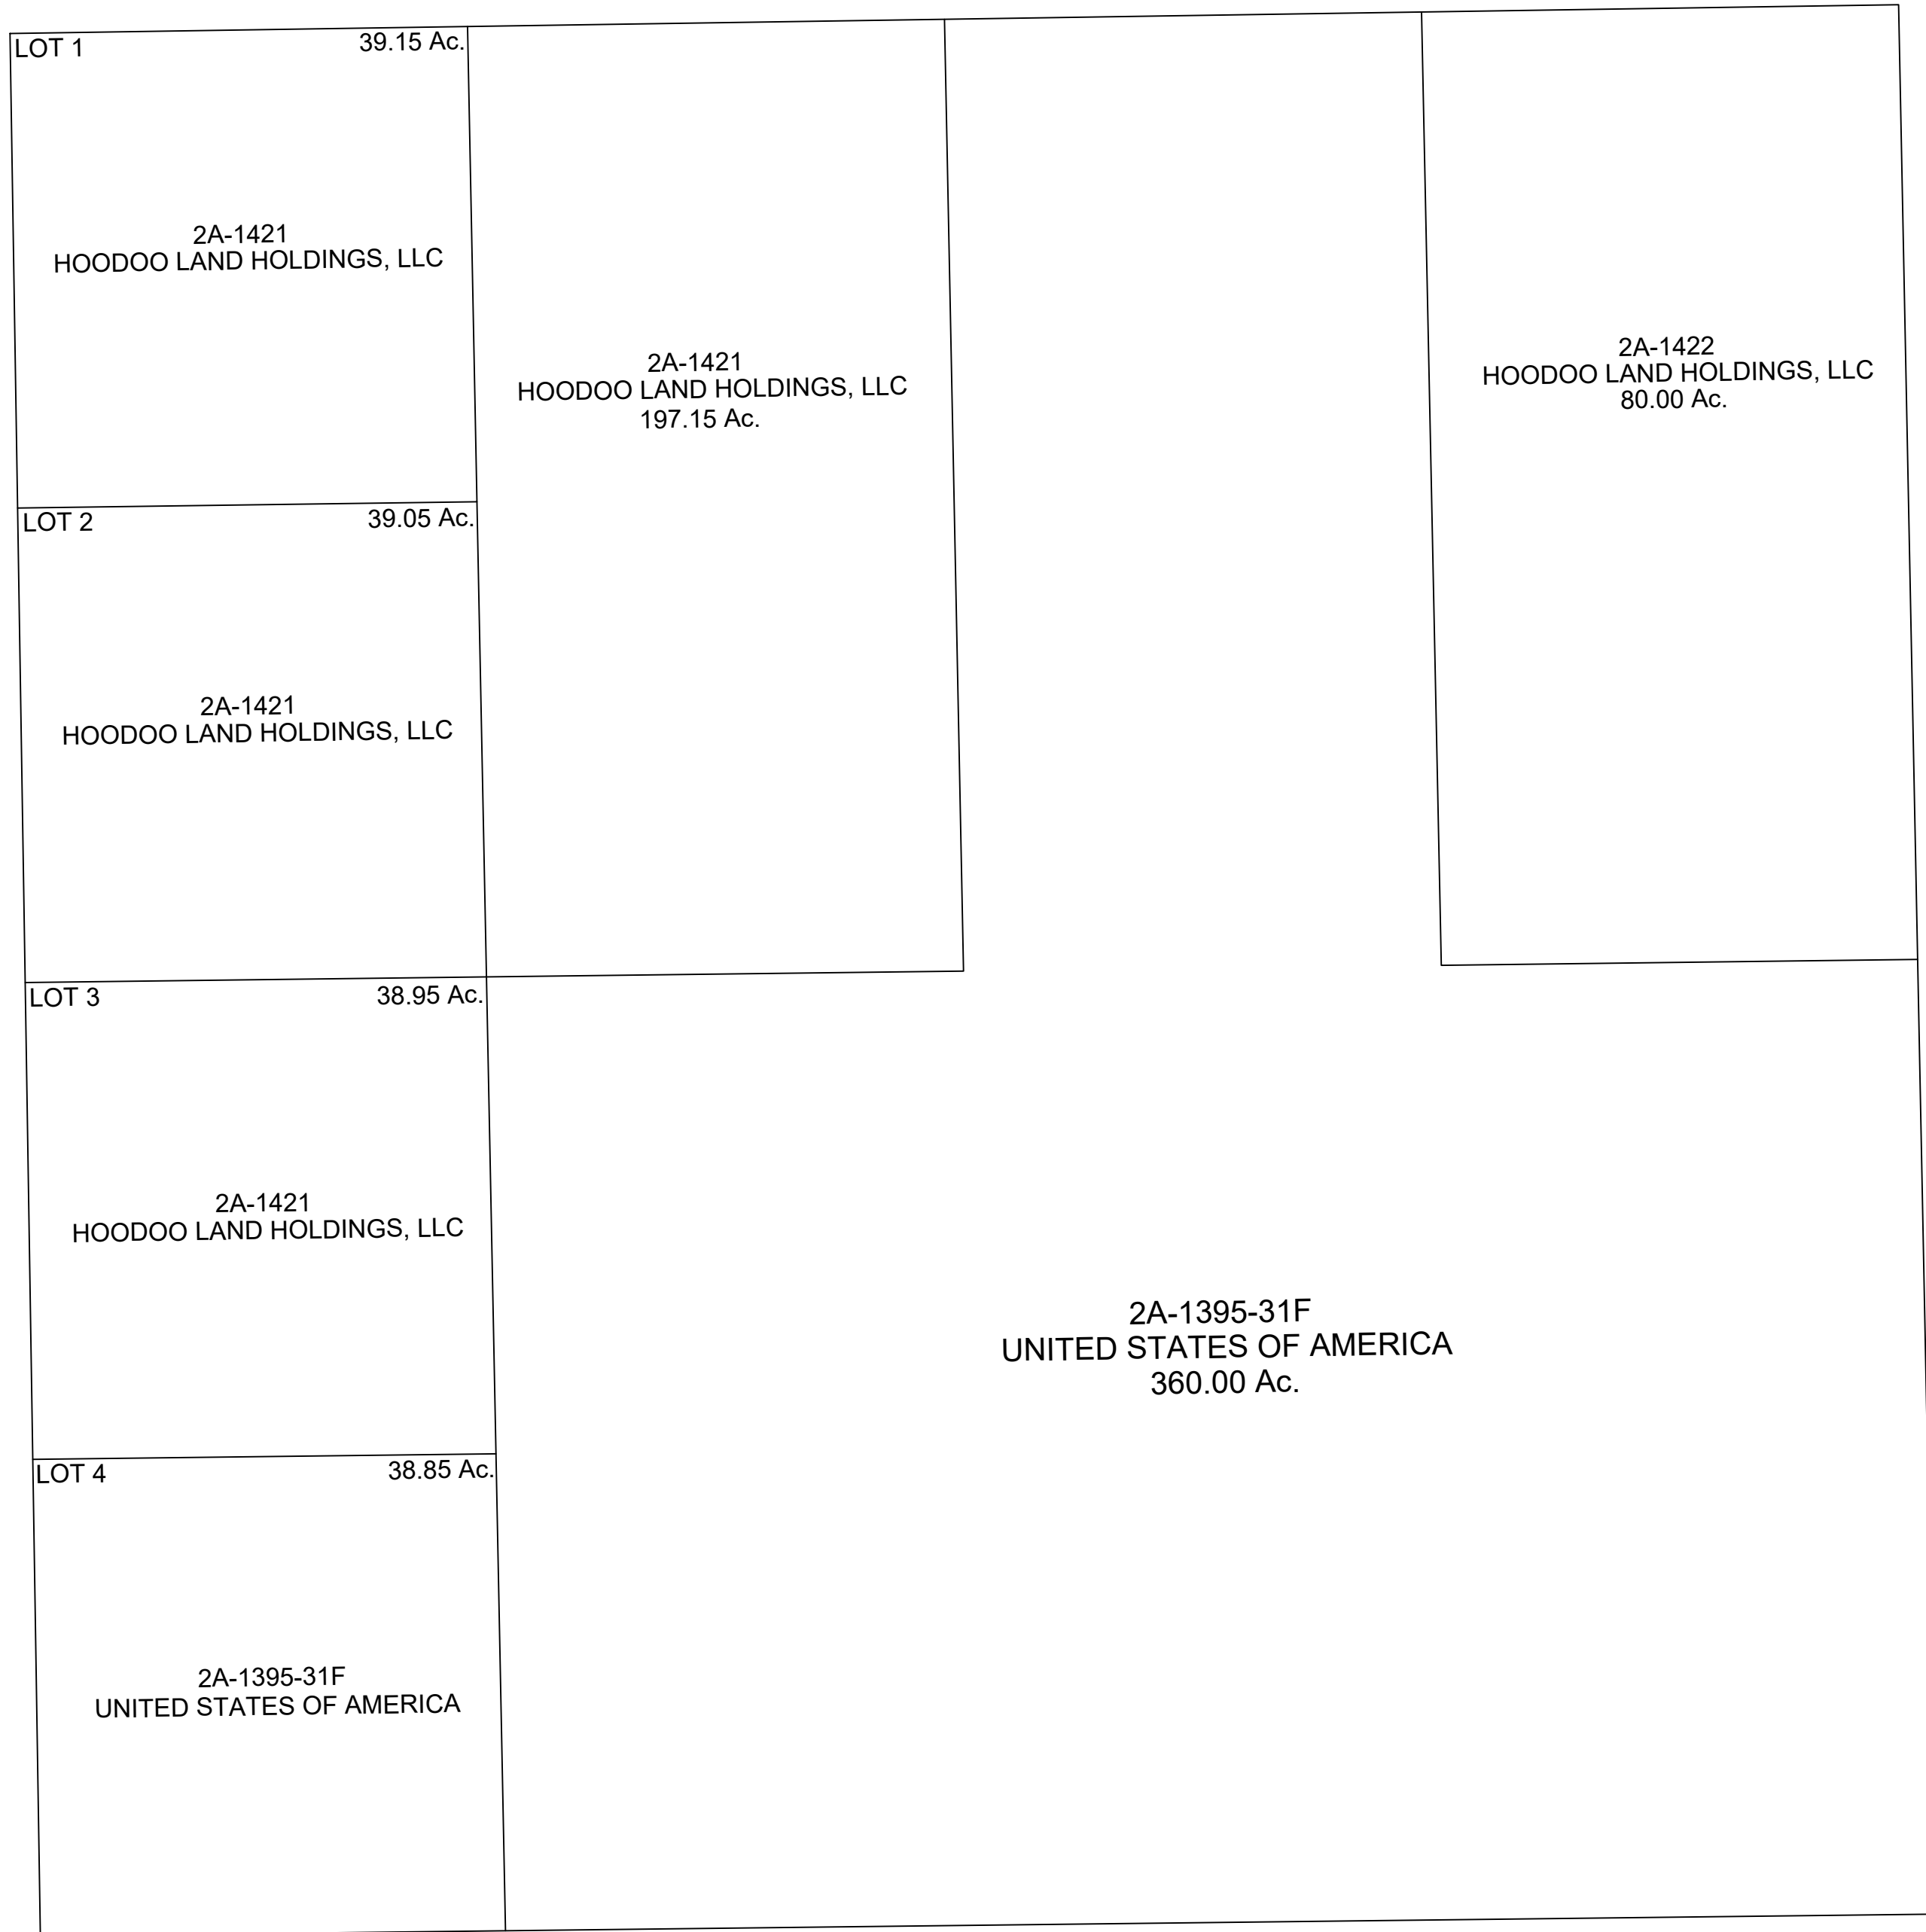 LOT 1
39.15 Ac.
2A-1421
HOODOO LAND HOLDINGS, LLC
2A-1421
HOODOO LAND HOLDINGS, LLC
197.15 Ac.
2A-1422
HOODOO LAND HOLDINGS, LLC
80.00 Ac.
LOT 2
39.05 Ac.
2A-1421
HOODOO LAND HOLDINGS, LLC
LOT 3
38.95 Ac.
2A-1421
HOODOO LAND HOLDINGS, LLC
2A-1395-31F
UNITED STATES OF AMERICA
360.00 Ac.
LOT 4
38.85 Ac.
2A-1395-31F
UNITED STATES OF AMERICA